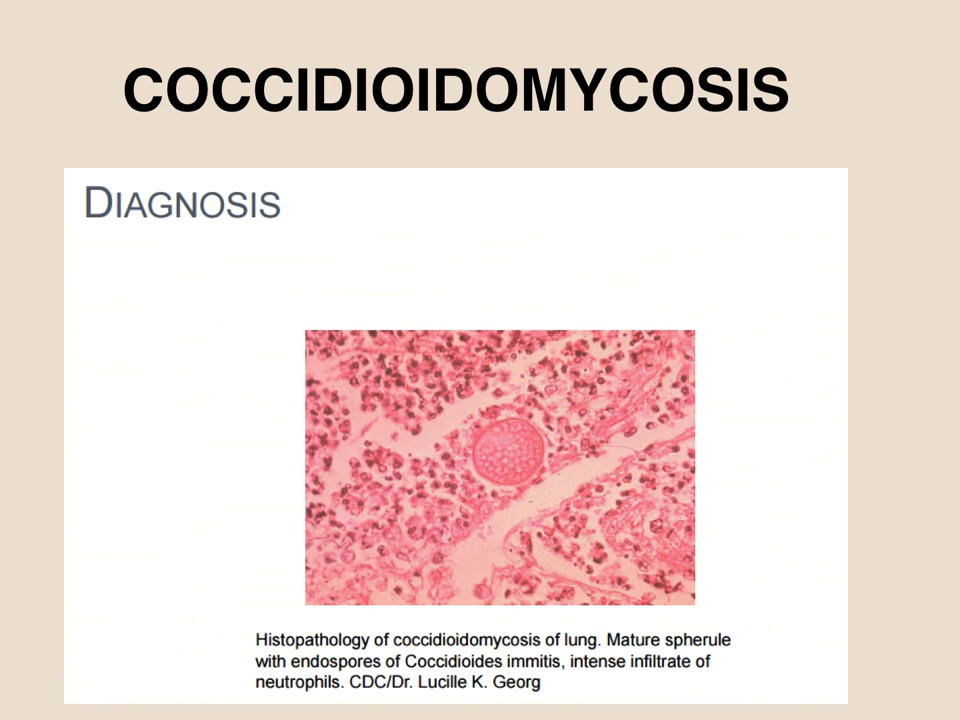 COCCIDIOIDOMYCOSIS
DIAGNOSIS
Histopathology of coccidioidomycosis of lung. Mature spherule
with endospores of Coccidioides immitis, intense infiltrate of
neutrophils. CDC/Dr. Lucille K. Georg